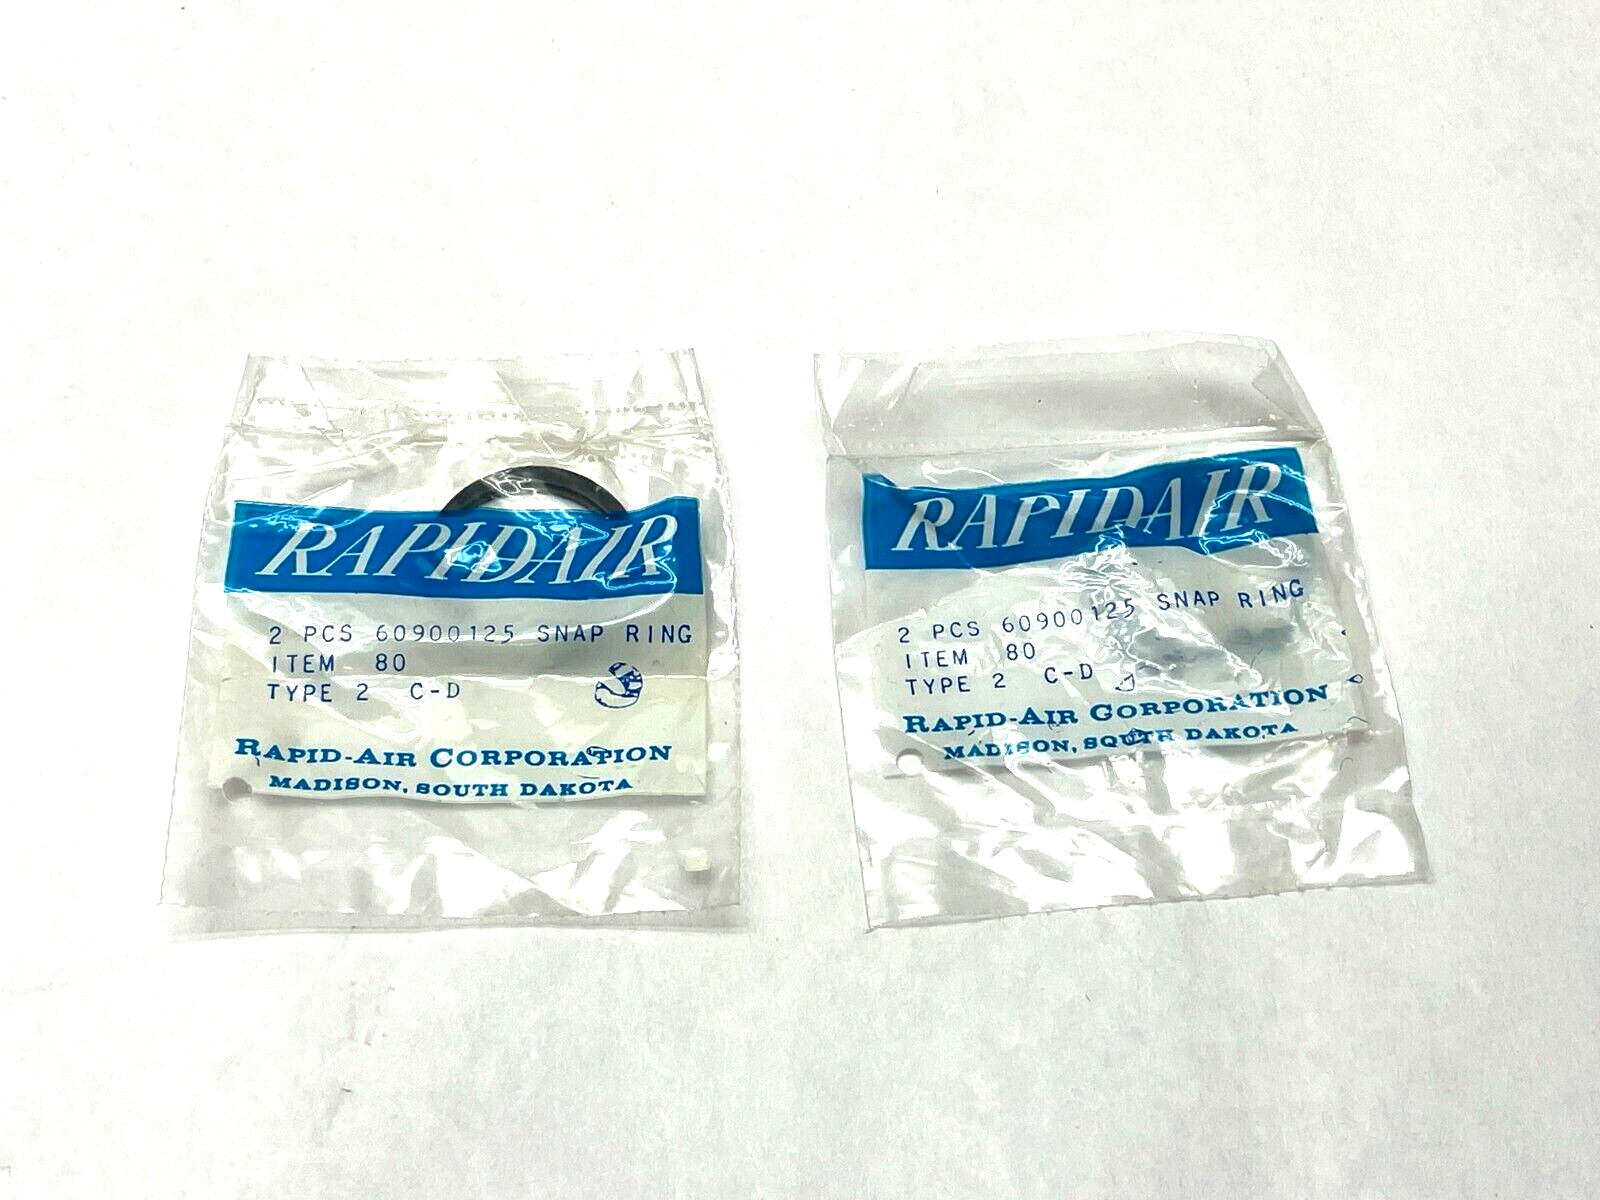 RAPIDAIR
2 PCS 60900125 SNAP RING
ITEM 80
TYPE 2 C-D
RAPID-AIR CORPORATION
MADISON, SOUTH DAKOTA
RAPIDAIR
2 PCS 60900125 SNAP RING
ITEM 80
TYPE 2 C-D
RAPID-AIR CORPORATION
MADISON, SOUTH DAKOTA